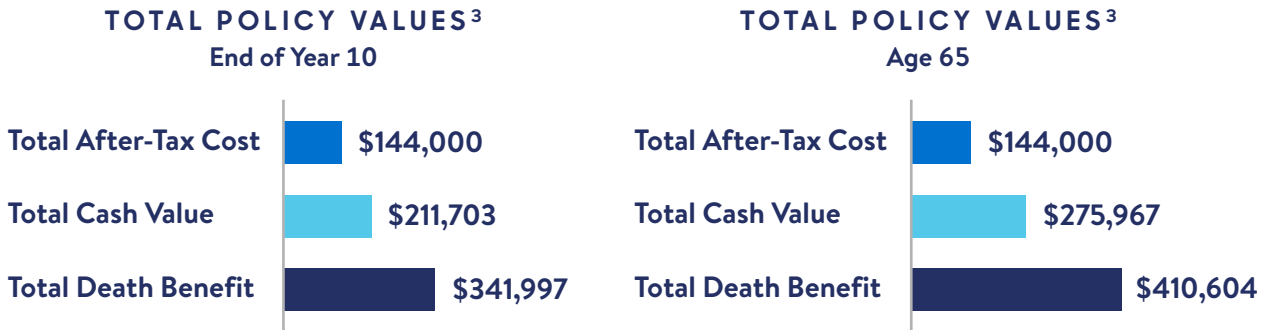 TOTAL POLICY VALUES³
End of Year 10
Total After-Tax Cost $144,000
Total Cash Value $211,703
Total Death Benefit $341,997
TOTAL POLICY VALUES³
Age 65
Total After-Tax Cost $144,000
Total Cash Value $275,967
Total Death Benefit $410,604